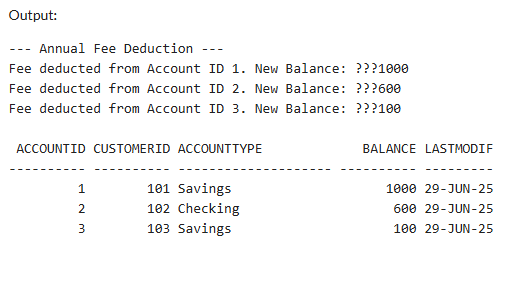 Output:
--- Annual Fee Deduction ---
Fee deducted from Account ID 1. New Balance: ???1000
Fee deducted from Account ID 2. New Balance: ???600
Fee deducted from Account ID 3. New Balance: ???100
ACCOUNTID CUSTOMERID ACCOUNTTYPE BALANCE LASTMODIF
---------- ---------- -------------------- ---------- ---------
1 101 Savings 1000 29-JUN-25
2 102 Checking 600 29-JUN-25
3 103 Savings 100 29-JUN-25